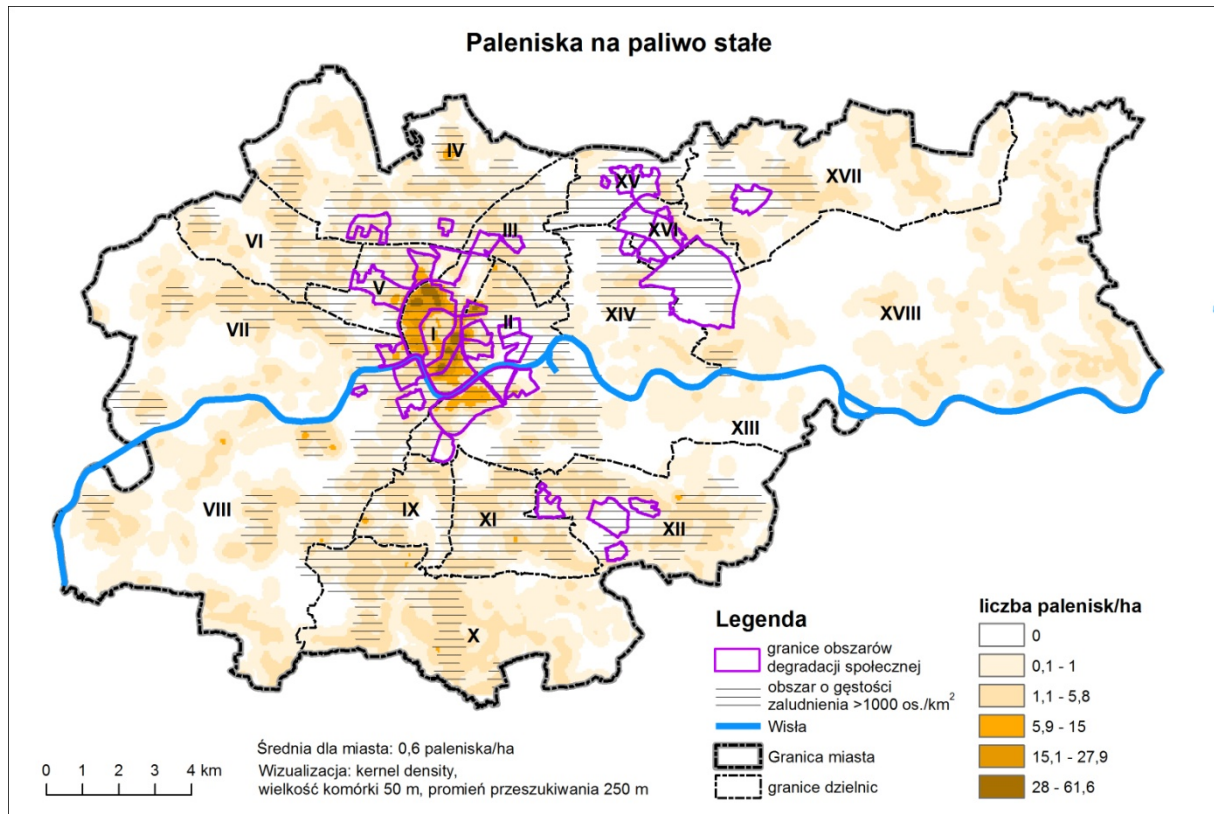 Paleniska na paliwo stałe
IV
XV
XVII
III
XVI
VI
V
VII
I
II
XIV
XVIII
XIII
VIII
IX
XI
XII
X
Legenda
granice obszarów
degradacji społecznej
obszar o gęstości
zaludnienia >1000 os./km²
Wisła
Granica miasta
granice dzielnic
liczba palenisk/ha
0
0,1 - 1
1,1 - 5,8
5,9 - 15
15,1 - 27,9
28 - 61,6
0 1 2 3 4 km
Średnia dla miasta: 0,6 paleniska/ha
Wizualizacja: kernel density,
wielkość komórki 50 m, promień przeszukiwania 250 m